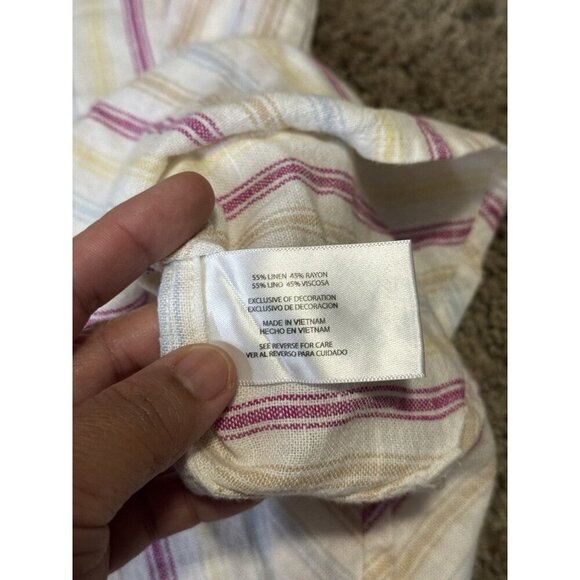 55% LINEN 45% RAYON
55% LINO 45% VISCOSA
EXCLUSIVE OF DECORATION
EXCLUSIVO DE DECORACION
MADE IN VIETNAM
HECHO EN VIETNAM
SEE REVERSE FOR CARE
VER AL REVERSO PARA CUIDADO